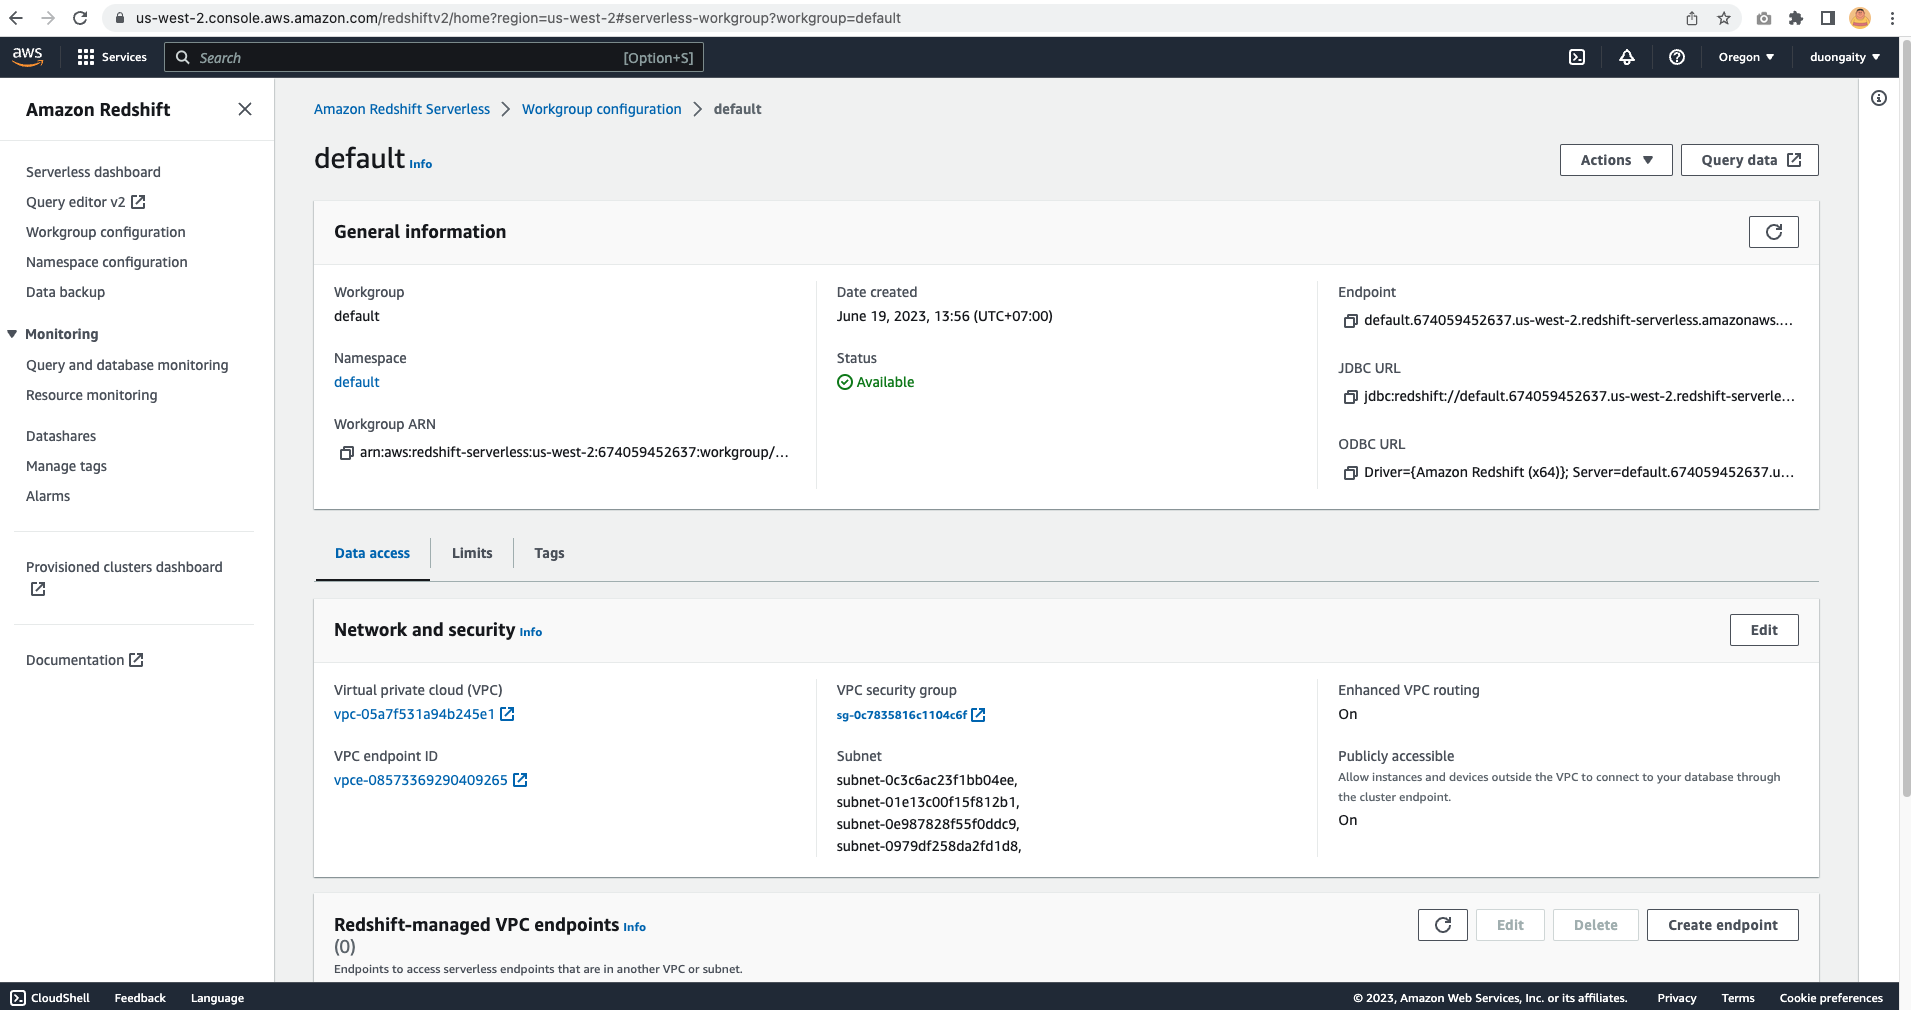 us-west-2.console.aws.amazon.com/redshiftv2/home?region=us-west-2#serverless-workgroup?workgroup=default
aws
Services
Search
[Option+S]
Oregon
duongaity
Amazon Redshift
Serverless dashboard
Query editor v2
Workgroup configuration
Namespace configuration
Data backup
Monitoring
Query and database monitoring
Resource monitoring
Datashares
Manage tags
Alarms
Provisioned clusters dashboard
Documentation
Amazon Redshift Serverless
Workgroup configuration
default
default Info
Actions
Query data
General information
Workgroup
default
Namespace
default
Workgroup ARN
arn:aws:redshift-serverless:us-west-2:674059452637:workgroup/...
Date created
June 19, 2023, 13:56 (UTC+07:00)
Status
Available
Endpoint
default.674059452637.us-west-2.redshift-serverless.amazonaws....
JDBC URL
jdbc:redshift://default.674059452637.us-west-2.redshift-serverle...
ODBC URL
Driver={Amazon Redshift (x64)}; Server=default.674059452637.u...
Data access
Limits
Tags
Network and security Info
Edit
Virtual private cloud (VPC)
vpc-05a7f531a94b245e1
VPC endpoint ID
vpce-08573369290409265
VPC security group
sg-0c7835816c1104c6f
Subnet
subnet-0c3c6ac23f1bb04ee,
subnet-01e13c00f15f812b1,
subnet-0e987828f55f0ddc9,
subnet-0979df258da2fd1d8,
Enhanced VPC routing
On
Publicly accessible
Allow instances and devices outside the VPC to connect to your database through
the cluster endpoint.
On
Redshift-managed VPC endpoints Info
(0)
Endpoints to access serverless endpoints that are in another VPC or subnet.
Edit
Delete
Create endpoint
CloudShell
Feedback
Language
© 2023, Amazon Web Services, Inc. or its affiliates.
Privacy
Terms
Cookie preferences